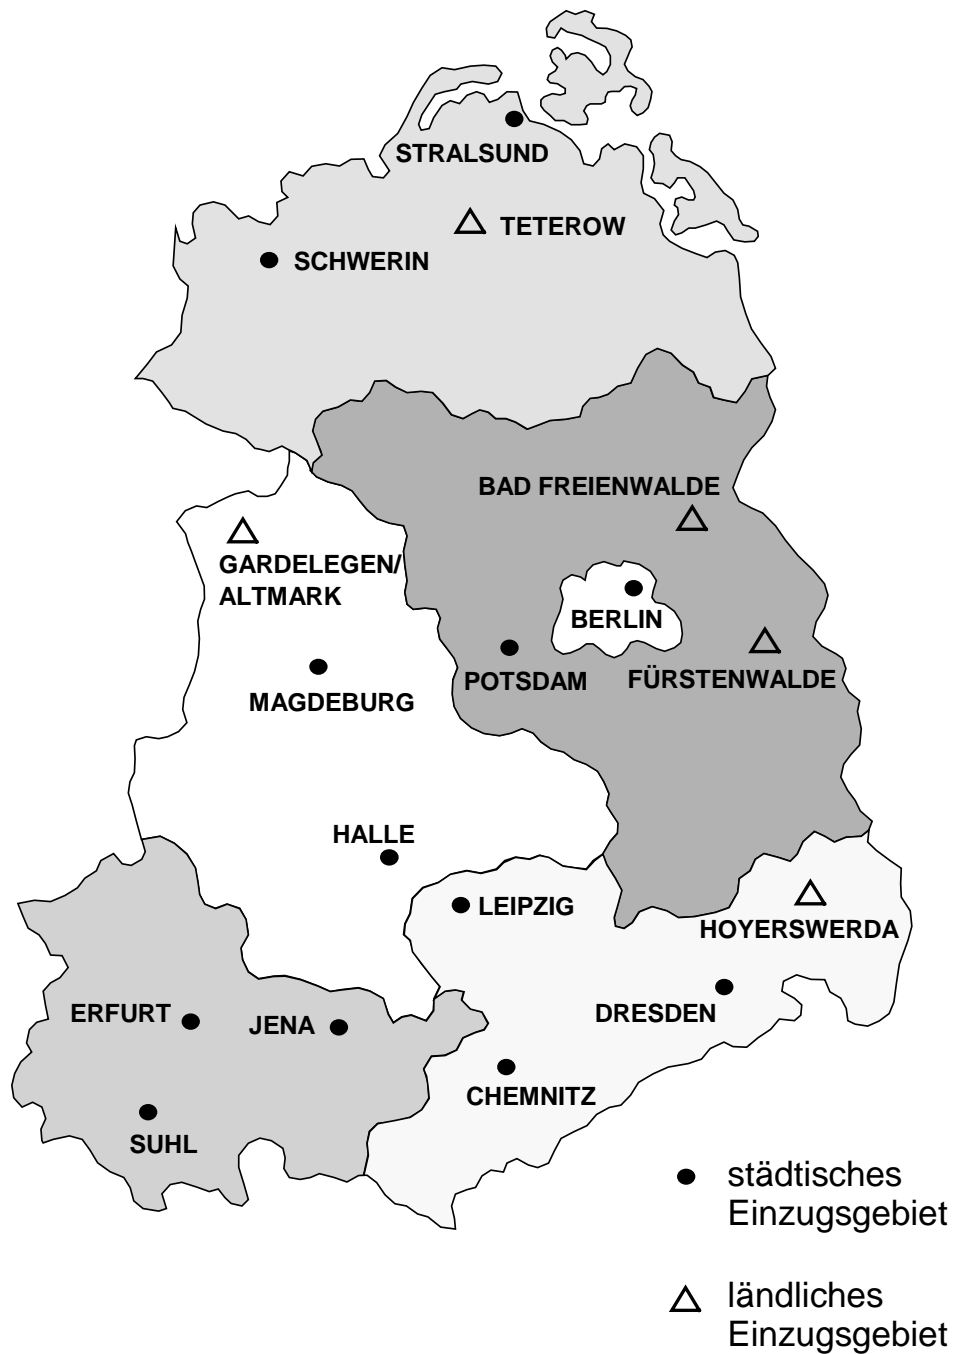 STRALSUND
TETEROW
SCHWERIN
BAD FREIENWALDE
GARDELEGEN/
ALTMARK
BERLIN
POTSDAM
FÜRSTENWALDE
MAGDEBURG
HALLE
LEIPZIG
HOYERSWERDA
ERFURT
JENA
DRESDEN
CHEMNITZ
SUHL
städtisches
Einzugsgebiet
ländliches
Einzugsgebiet